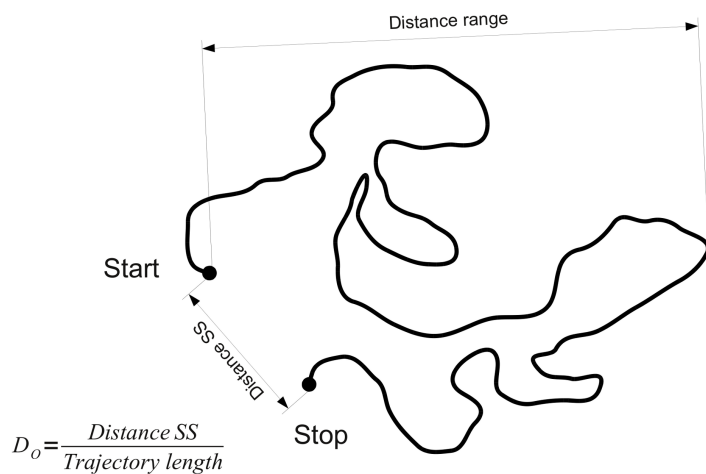 Distance range
Start
Distance SS
Stop
D_O = Distance SS / Trajectory length